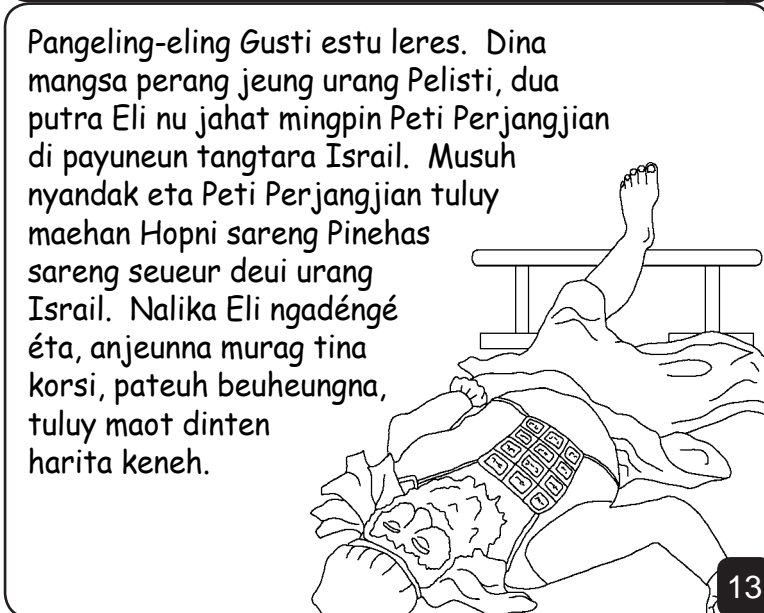 Pangeling-eling Gusti estu leres.  Dina
mangsa perang jeung urang Pelisti, dua
putra Eli nu jahat mingpin Peti Perjangjian
di payuneun tangtara Israil.  Musuh
nyandak eta Peti Perjangjian tuluy
maehan Hopni sareng Pinehas
sareng seueur deui urang
Israil.  Nalika Eli ngadéngé
éta, anjeunna murag tina
korsi, pateuh beuheungna,
tuluy maot dinten
harita keneh.
13